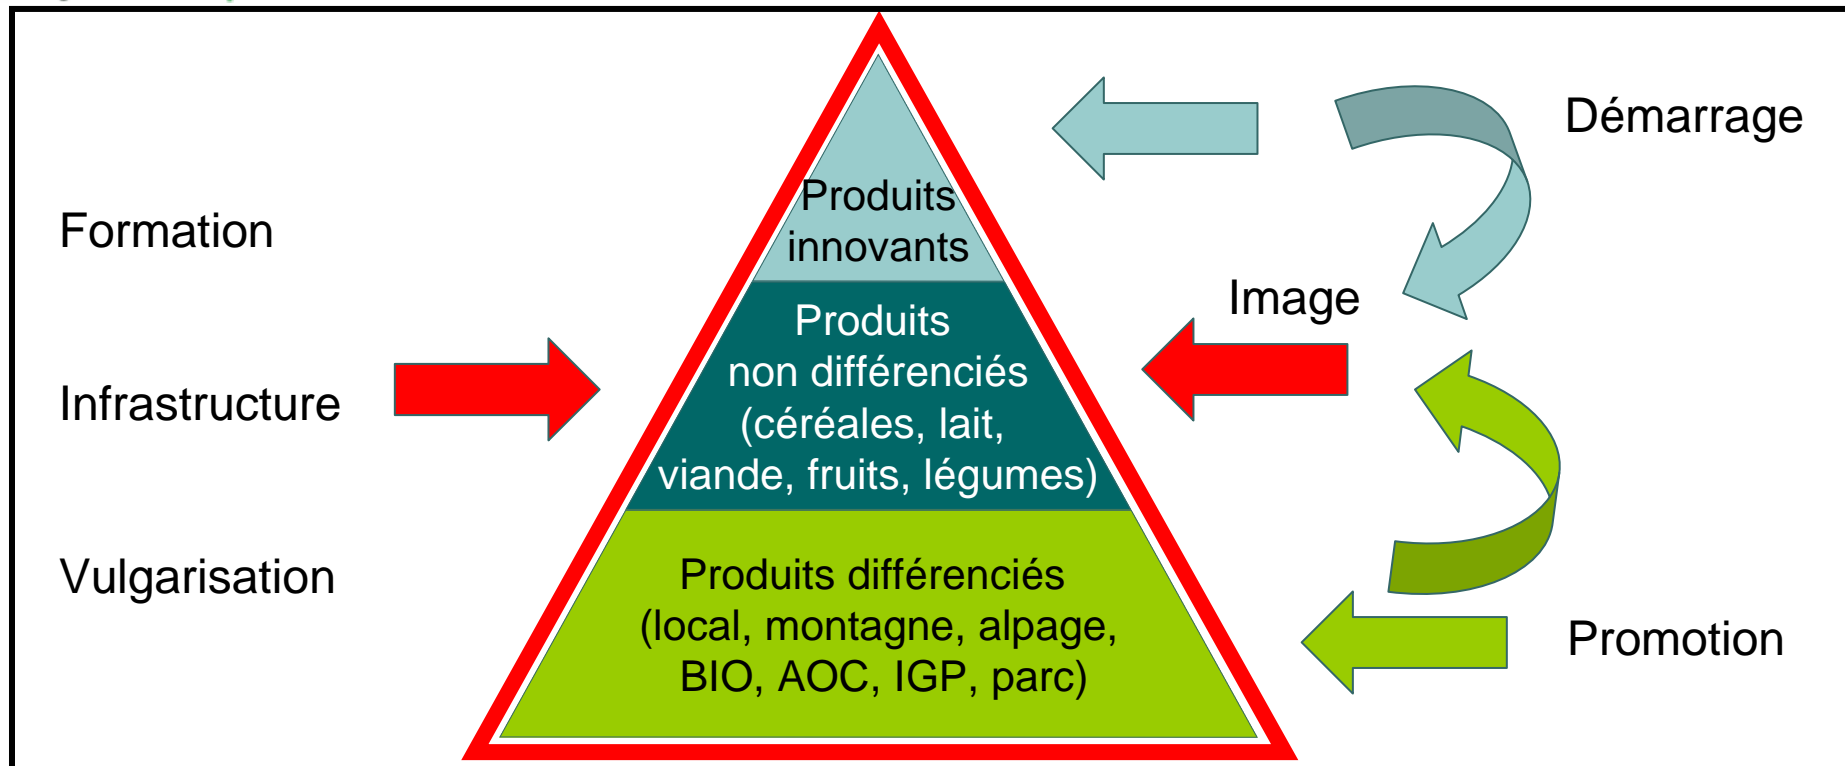 Démarrage
Produits
innovants
Formation
Image
Produits
non différenciés
(céréales, lait,
viande, fruits, légumes)
Infrastructure
Vulgarisation
Produits différenciés
(local, montagne, alpage,
BIO, AOC, IGP, parc)
Promotion